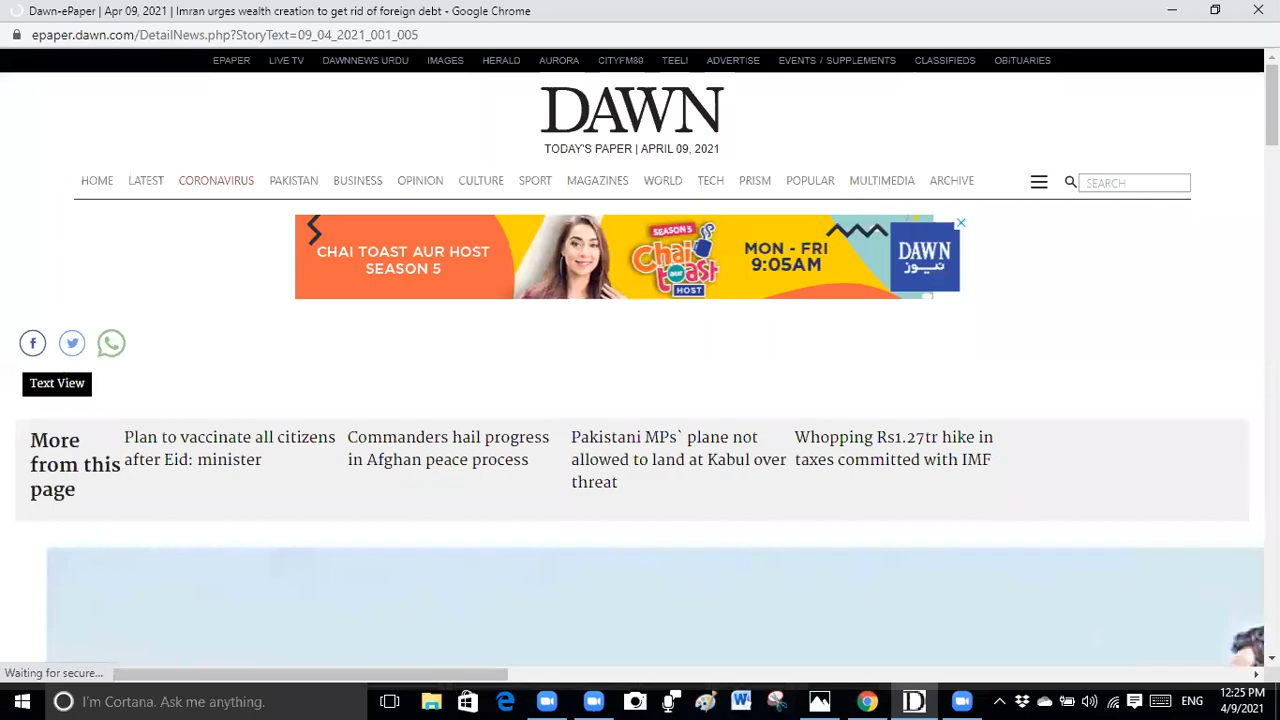 Dawn-ePaper | Apr 09, 2021 | Imran urges wealth creation to get rid of foreign debt - Google Chrome
epaper.dawn.com/DetailNews.php?StoryText=09_04_2021_001_005
EPAPER LIVE TV DAWNNEWS URDU IMAGES HERALD AURORA CITYFM89 TEELI ADVERTISE EVENTS / SUPPLEMENTS CLASSIFIEDS OBITUARIES
DAWN
TODAY'S PAPER | APRIL 09, 2021
HOME LATEST CORONAVIRUS PAKISTAN BUSINESS OPINION CULTURE SPORT MAGAZINES WORLD TECH PRISM POPULAR MULTIMEDIA ARCHIVE SEARCH
CHAI TOAST AUR HOST
SEASON 5
SEASON 5
Chai
aur
toast
HOST
MON - FRI
9:05AM
DAWN
نیوز
Text View
More from this page
Plan to vaccinate all citizens
after Eid: minister
Commanders hail progress
in Afghan peace process
Pakistani MPs` plane not
allowed to land at Kabul over
threat
Whopping Rs1.27tr hike in
taxes committed with IMF
Waiting for secure...
I'm Cortana. Ask me anything.
ENG
12:25 PM
4/9/2021